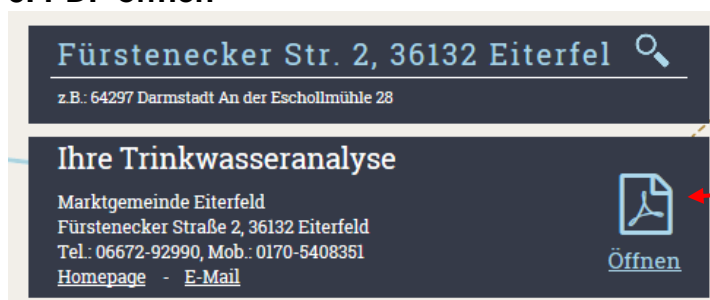 Fürstenecker Str. 2, 36132 Eiterfel
z.B.: 64297 Darmstadt An der Eschollmühle 28
Ihre Trinkwasseranalyse
Marktgemeinde Eiterfeld
Fürstenecker Straße 2, 36132 Eiterfeld
Tel.: 06672-92990, Mob.: 0170-5408351
Homepage - E-Mail
Öffnen